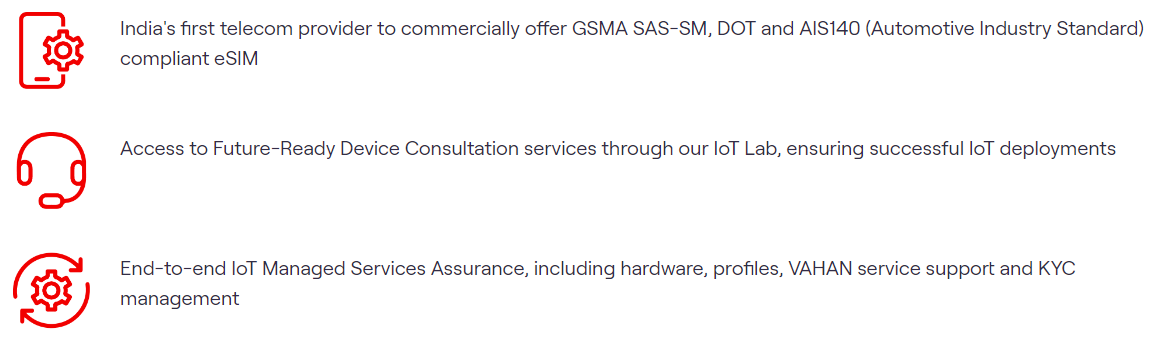 India's first telecom provider to commercially offer GSMA SAS-SM, DOT and AIS140 (Automotive Industry Standard)
compliant eSIM
Access to Future-Ready Device Consultation services through our IoT Lab, ensuring successful IoT deployments
End-to-end IoT Managed Services Assurance, including hardware, profiles, VAHAN service support and KYC
management